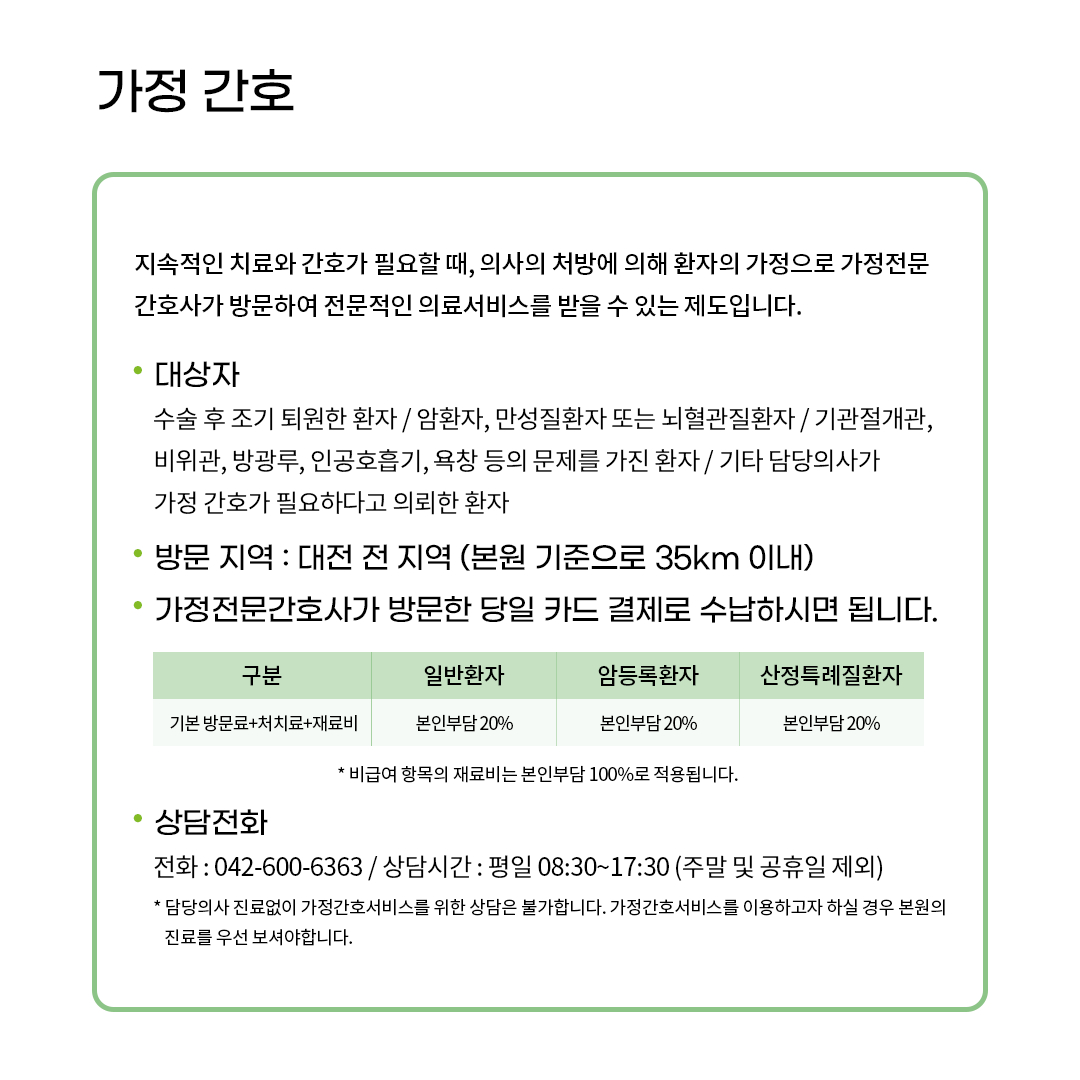 가정 간호
지속적인 치료와 간호가 필요할 때, 의사의 처방에 의해 환자의 가정으로 가정전문
간호사가 방문하여 전문적인 의료서비스를 받을 수 있는 제도입니다.
• 대상자
수술 후 조기 퇴원한 환자 / 암환자, 만성질환자 또는 뇌혈관질환자 / 기관절개관,
비위관, 방광루, 인공호흡기, 욕창 등의 문제를 가진 환자 / 기타 담당의사가
가정 간호가 필요하다고 의뢰한 환자
• 방문 지역 : 대전 전 지역 (본원 기준으로 35km 이내)
• 가정전문간호사가 방문한 당일 카드 결제로 수납하시면 됩니다.
구분 일반환자 암등록환자 산정특례질환자
기본 방문료+처치료+재료비 본인부담 20% 본인부담 20% 본인부담 20%
* 비급여 항목의 재료비는 본인부담 100%로 적용됩니다.
• 상담전화
전화 : 042-600-6363 / 상담시간 : 평일 08:30~17:30 (주말 및 공휴일 제외)
* 담당의사 진료없이 가정간호서비스를 위한 상담은 불가합니다. 가정간호서비스를 이용하고자 하실 경우 본원의
진료를 우선 보셔야합니다.